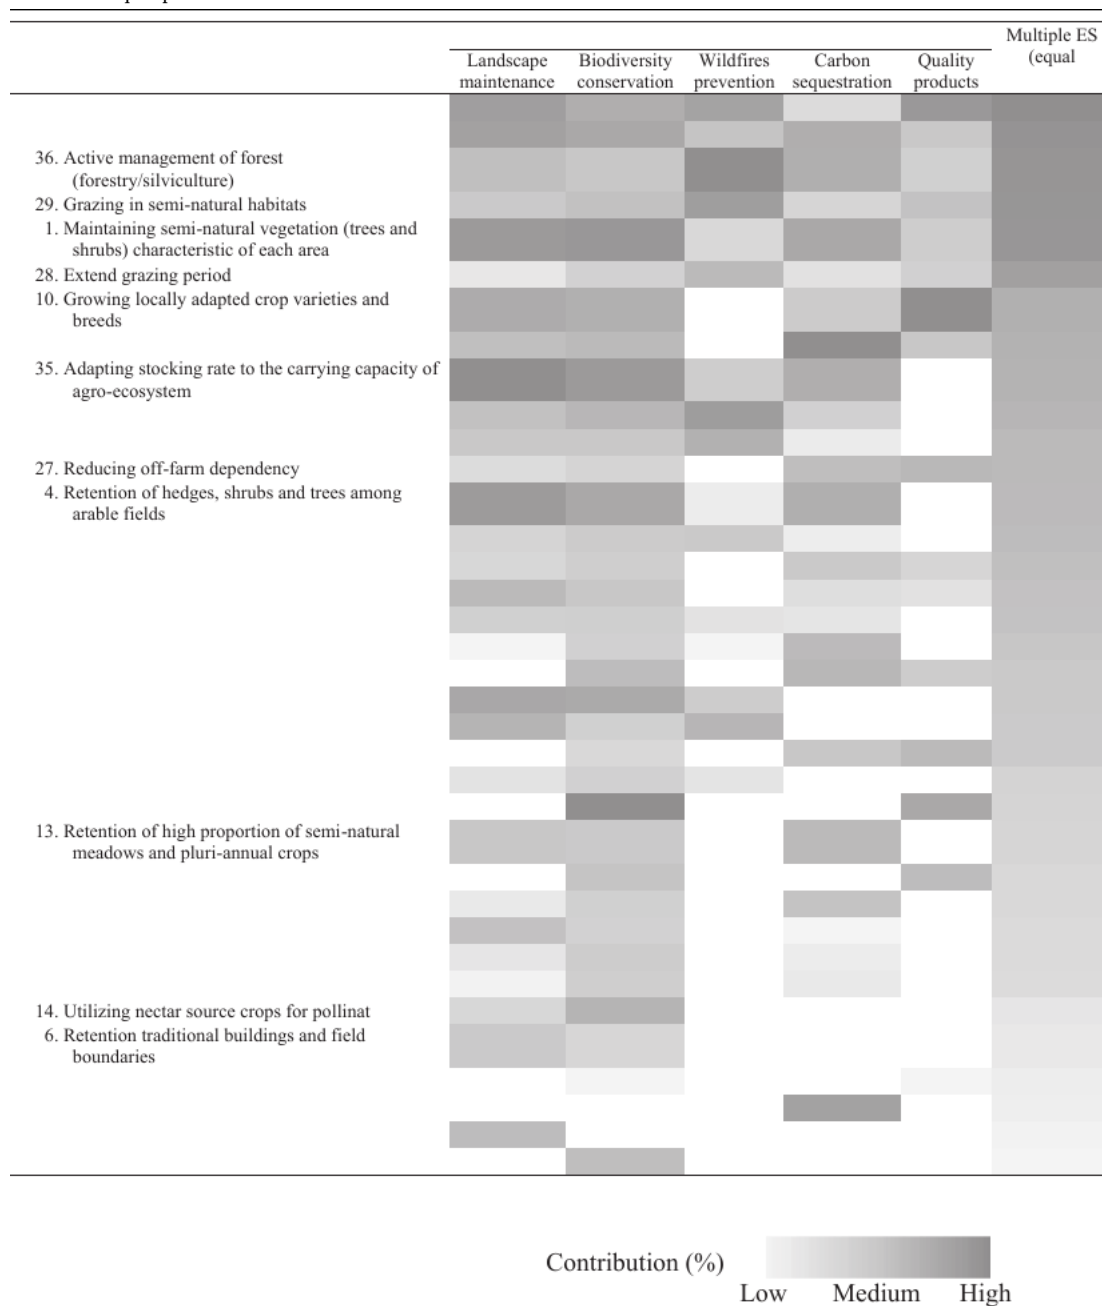 Multiple ES
(equal
Landscape maintenance
Biodiversity conservation
Wildfires prevention
Carbon sequestration
Quality products
36. Active management of forest
(forestry/silviculture)
29. Grazing in semi-natural habitats
1. Maintaining semi-natural vegetation (trees and
shrubs) characteristic of each area
28. Extend grazing period
10. Growing locally adapted crop varieties and
breeds
35. Adapting stocking rate to the carrying capacity of
agro-ecosystem
27. Reducing off-farm dependency
4. Retention of hedges, shrubs and trees among
arable fields
13. Retention of high proportion of semi-natural
meadows and pluri-annual crops
14. Utilizing nectar source crops for pollinat
6. Retention traditional buildings and field
boundaries
Contribution (%)
Low Medium High